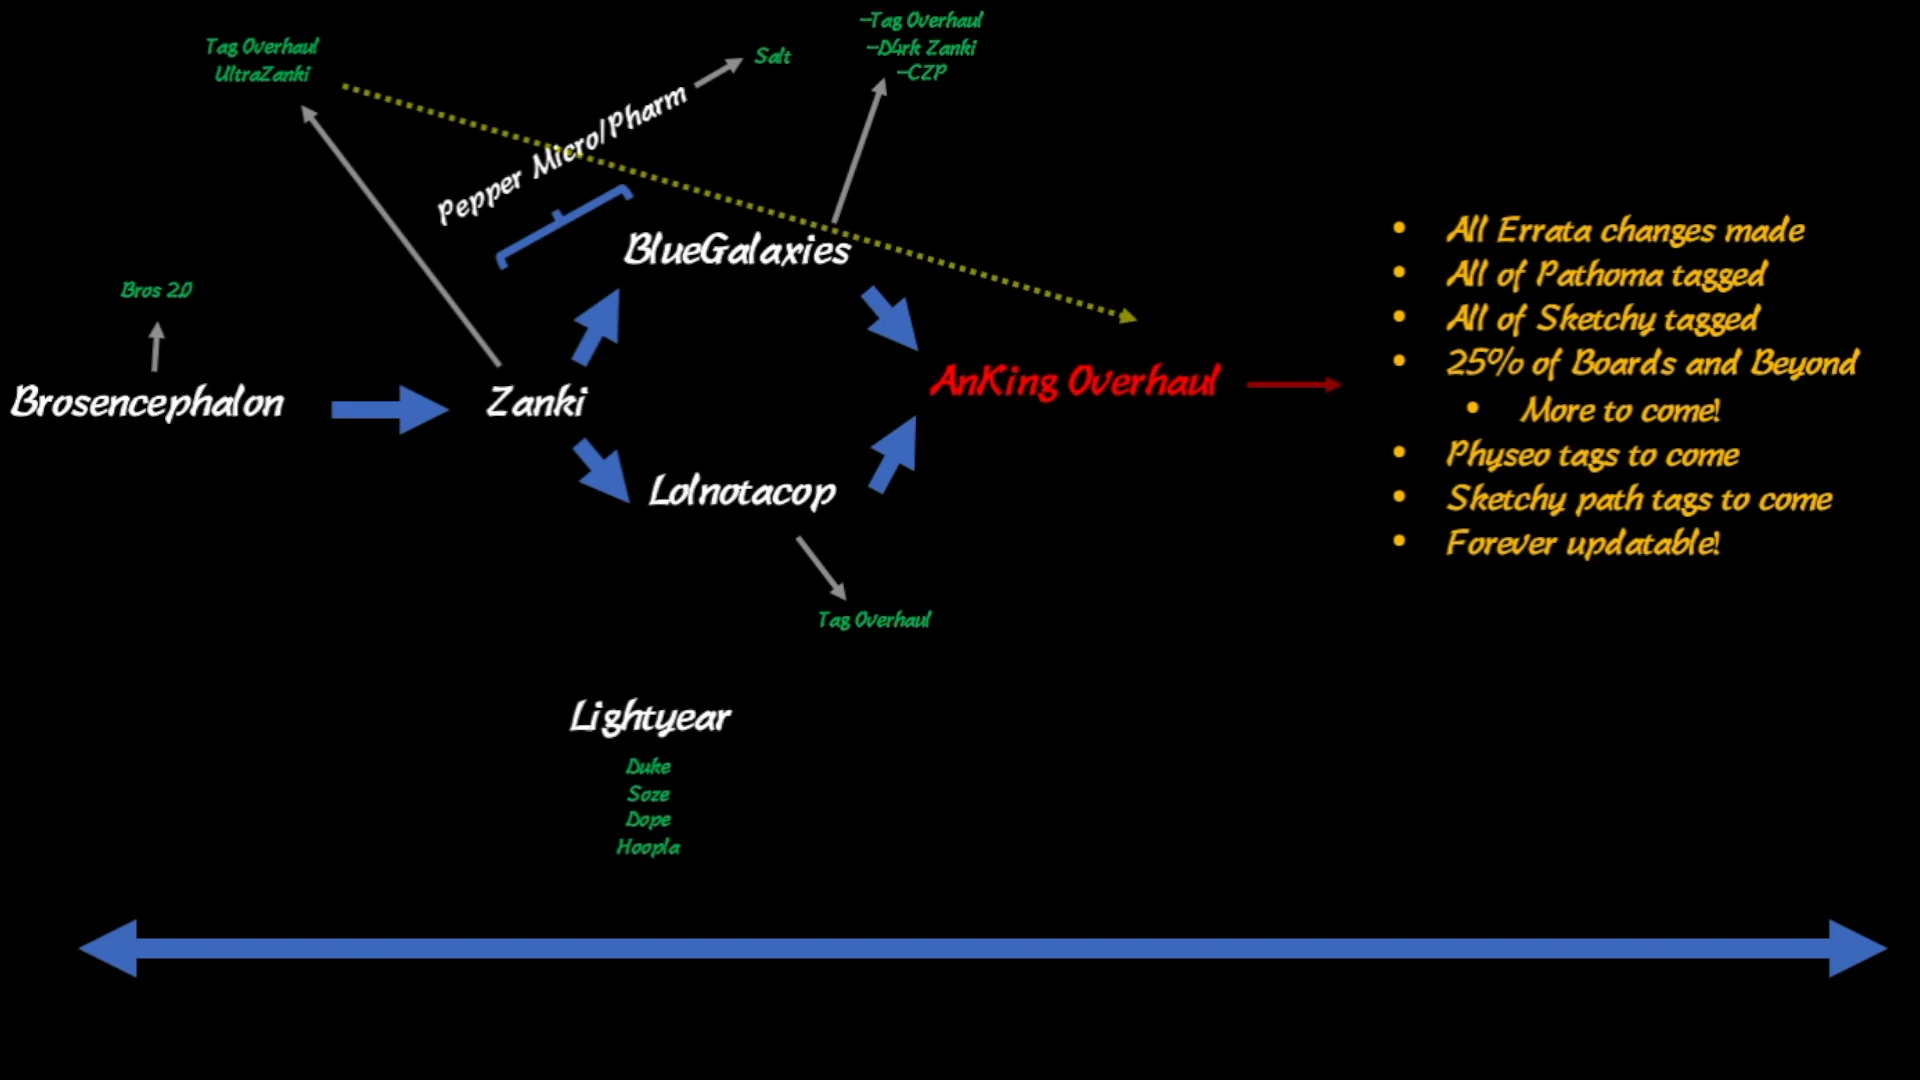 Tag Overhaul
UltraZanki
Salt
-Tag Overhaul
-D4rk Zanki
-CZP
Pepper Micro/Pharm
BlueGalaxies
Bros 2.0
Brosencephalon
Zanki
AnKing Overhaul
Lolnotacop
Tag Overhaul
Lightyear
Duke
Soze
Dope
Hoopla
• All Errata changes made
• All of Pathoma tagged
• All of Sketchy tagged
• 25% of Boards and Beyond
• More to come!
• Physeo tags to come
• Sketchy path tags to come
• Forever updatable!